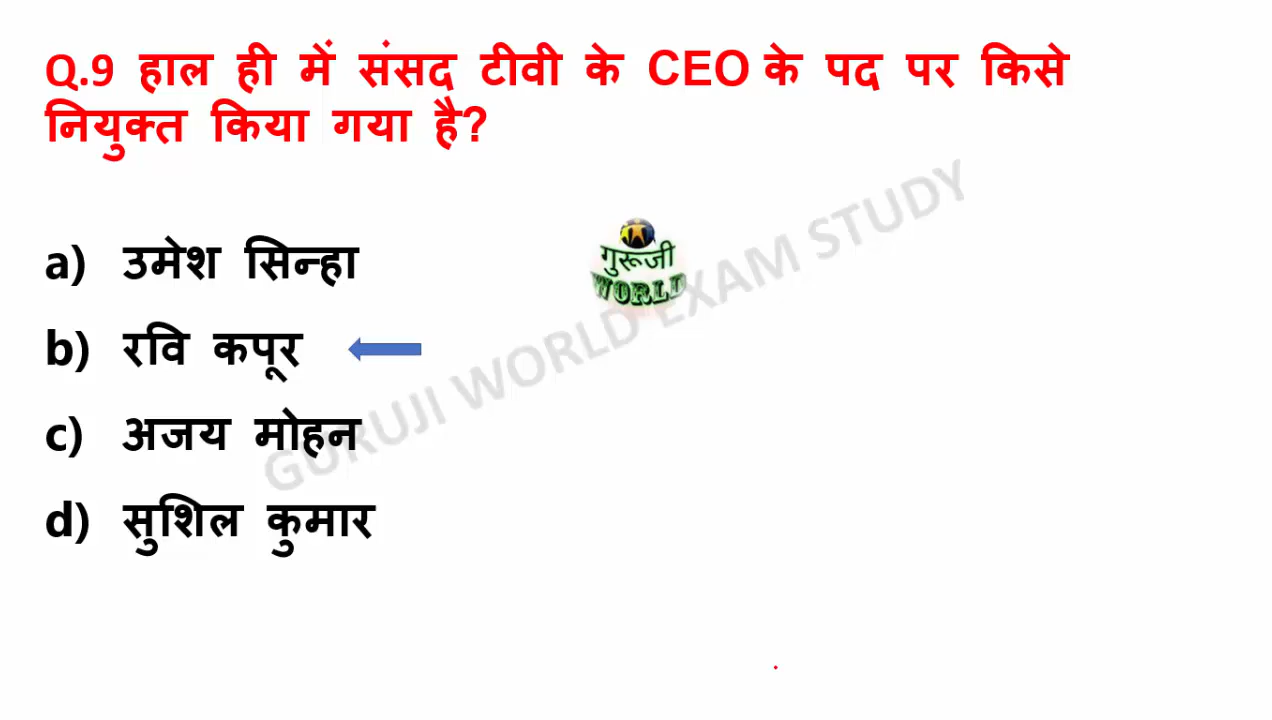 Q.9 हाल ही में संसद टीवी के CEO के पद पर किसे
नियुक्त किया गया है?
a) उमेश सिन्हा
गुरूजी
WORLD
b) रवि कपूर
c) अजय मोहन
d) सुशिल कुमार
GURUJI WORLD EXAM STUDY